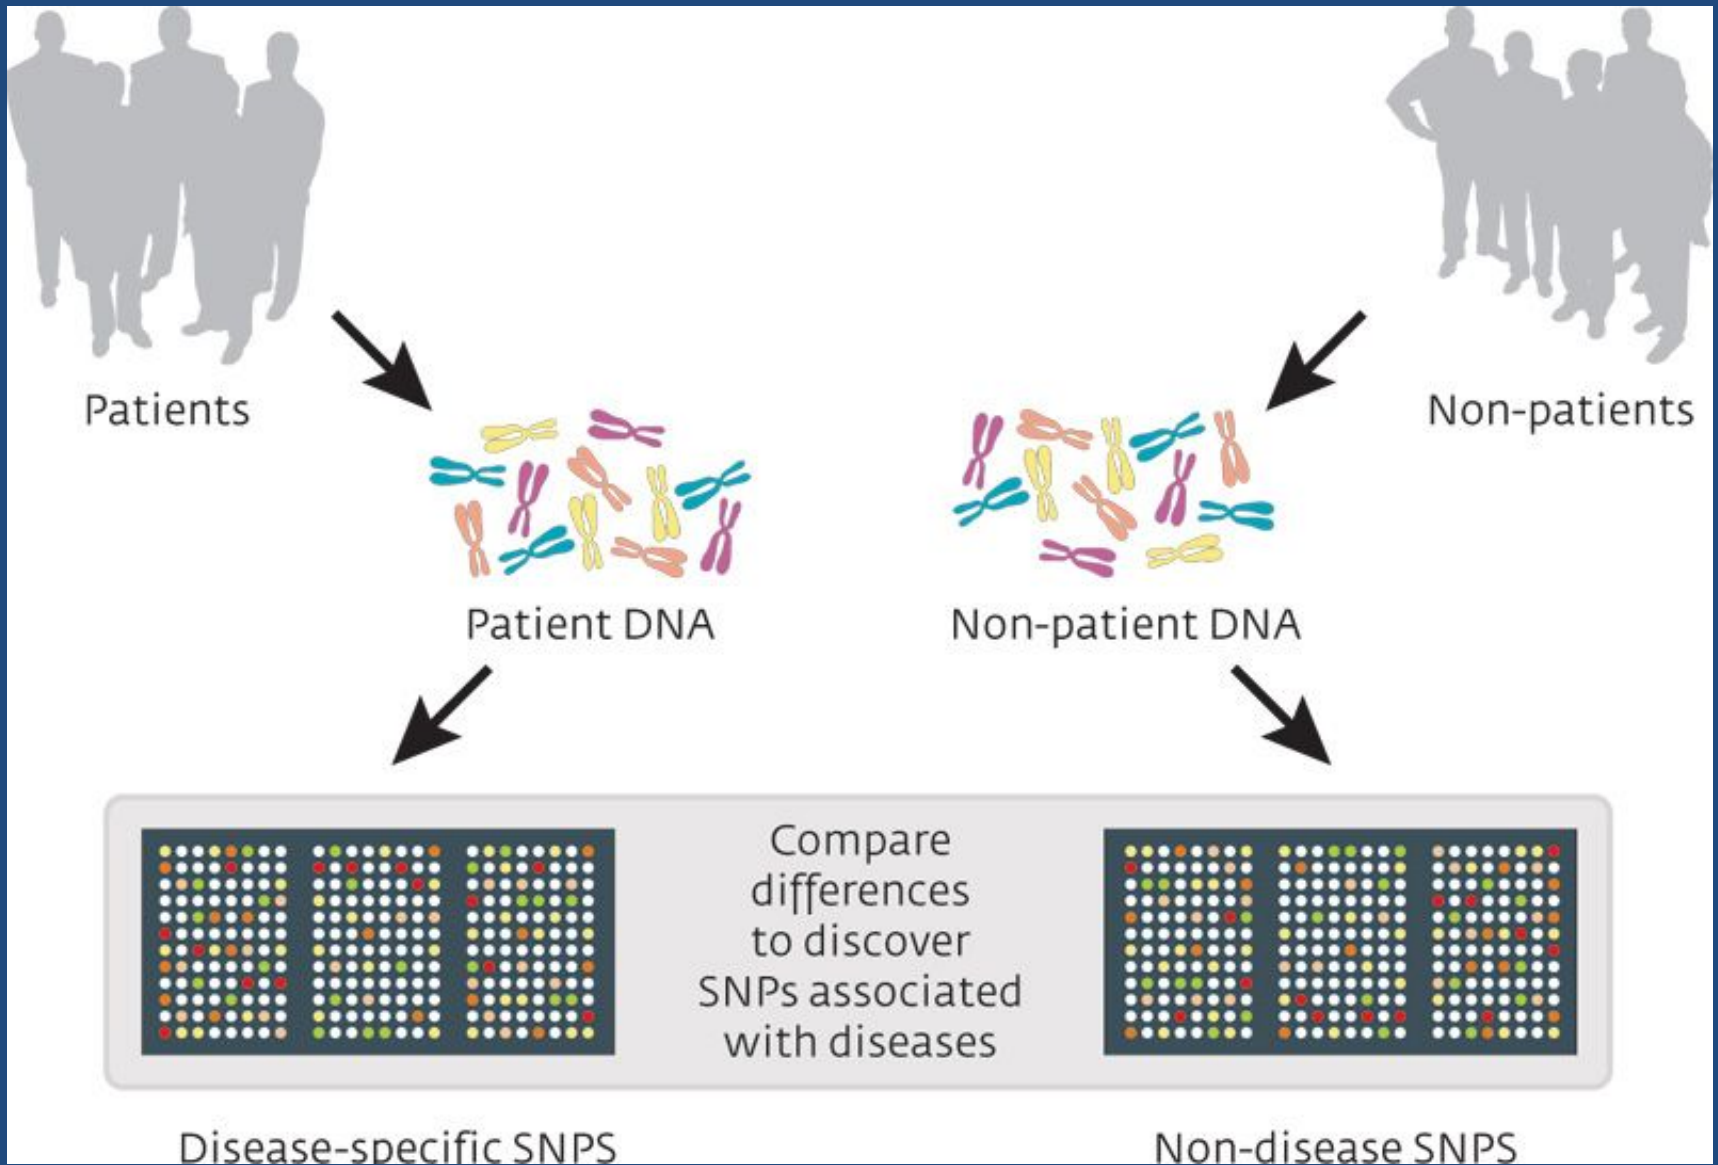 Patients
Non-patients
Patient DNA
Non-patient DNA
Compare
differences
to discover
SNPs associated
with diseases
Disease-specific SNPS
Non-disease SNPS